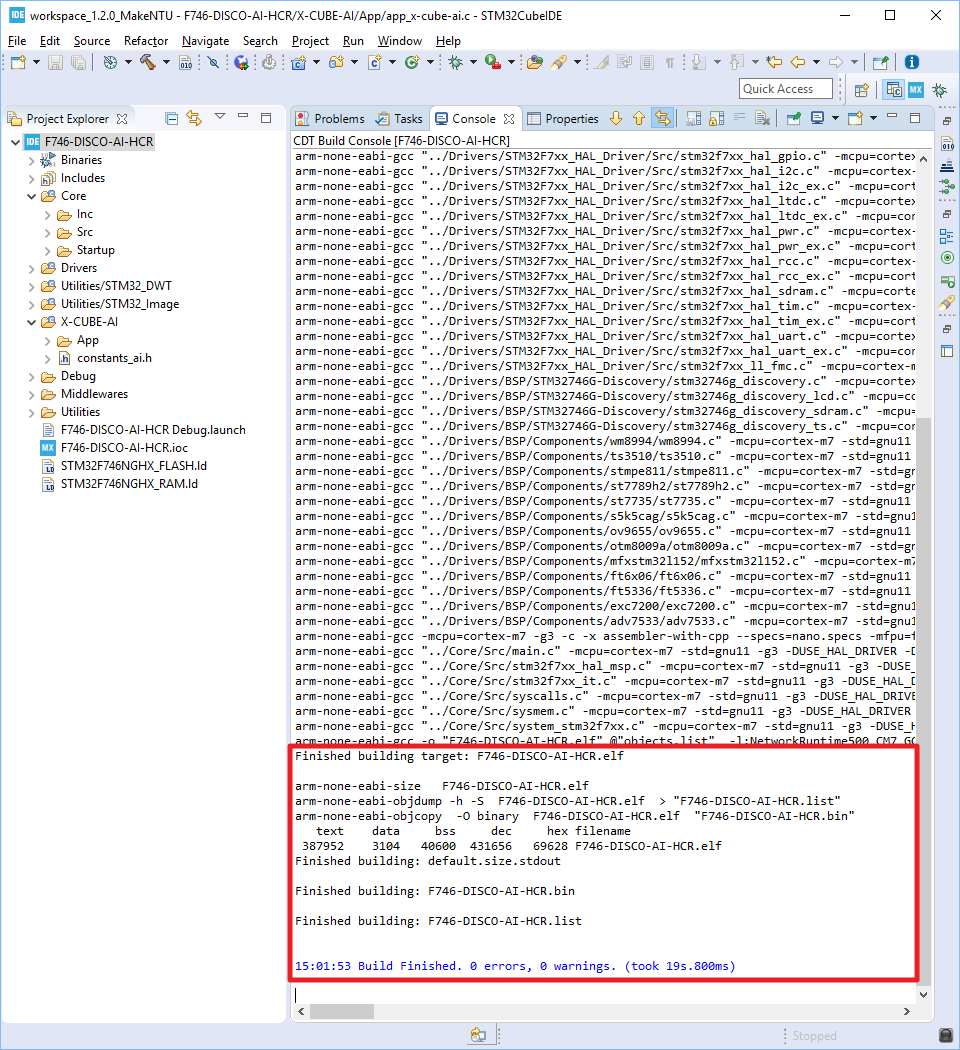 IDE workspace_1.2.0_MakeNTU - F746-DISCO-AI-HCR/X-CUBE-AI/App/app_x-cube-ai.c - STM32CubeIDE
File Edit Source Refactor Navigate Search Project Run Window Help
Quick Access
Project Explorer
Problems Tasks Console Properties
CDT Build Console [F746-DISCO-AI-HCR]
IDE F746-DISCO-AI-HCR
Binaries
Includes
Core
Inc
Src
Startup
Drivers
Utilities/STM32_DWT
Utilities/STM32_Image
X-CUBE-AI
App
constants_ai.h
Debug
Middlewares
Utilities
F746-DISCO-AI-HCR Debug.launch
MX F746-DISCO-AI-HCR.ioc
STM32F746NGHX_FLASH.ld
STM32F746NGHX_RAM.ld
arm-none-eabi-gcc "../Drivers/STM32F7xx_HAL_Driver/Src/stm32f7xx_hal_gpio.c" -mcpu=cortex
arm-none-eabi-gcc "../Drivers/STM32F7xx_HAL_Driver/Src/stm32f7xx_hal_i2c.c" -mcpu=cortex-
arm-none-eabi-gcc "../Drivers/STM32F7xx_HAL_Driver/Src/stm32f7xx_hal_i2c_ex.c" -mcpu=cort
arm-none-eabi-gcc "../Drivers/STM32F7xx_HAL_Driver/Src/stm32f7xx_hal_ltdc.c" -mcpu=cortex
arm-none-eabi-gcc "../Drivers/STM32F7xx_HAL_Driver/Src/stm32f7xx_hal_ltdc_ex.c" -mcpu=cor
arm-none-eabi-gcc "../Drivers/STM32F7xx_HAL_Driver/Src/stm32f7xx_hal_pwr.c" -mcpu=cortex-
arm-none-eabi-gcc "../Drivers/STM32F7xx_HAL_Driver/Src/stm32f7xx_hal_pwr_ex.c" -mcpu=cort
arm-none-eabi-gcc "../Drivers/STM32F7xx_HAL_Driver/Src/stm32f7xx_hal_rcc.c" -mcpu=cortex-
arm-none-eabi-gcc "../Drivers/STM32F7xx_HAL_Driver/Src/stm32f7xx_hal_rcc_ex.c" -mcpu=cort
arm-none-eabi-gcc "../Drivers/STM32F7xx_HAL_Driver/Src/stm32f7xx_hal_sdram.c" -mcpu=corte
arm-none-eabi-gcc "../Drivers/STM32F7xx_HAL_Driver/Src/stm32f7xx_hal_tim.c" -mcpu=cortex-
arm-none-eabi-gcc "../Drivers/STM32F7xx_HAL_Driver/Src/stm32f7xx_hal_tim_ex.c" -mcpu=cort
arm-none-eabi-gcc "../Drivers/STM32F7xx_HAL_Driver/Src/stm32f7xx_hal_uart.c" -mcpu=cortex
arm-none-eabi-gcc "../Drivers/STM32F7xx_HAL_Driver/Src/stm32f7xx_hal_uart_ex.c" -mcpu=cor
arm-none-eabi-gcc "../Drivers/STM32F7xx_HAL_Driver/Src/stm32f7xx_ll_fmc.c" -mcpu=cortex-m
arm-none-eabi-gcc "../Drivers/BSP/STM32746G-Discovery/stm32746g_discovery.c" -mcpu=cortex
arm-none-eabi-gcc "../Drivers/BSP/STM32746G-Discovery/stm32746g_discovery_lcd.c" -mcpu=co
arm-none-eabi-gcc "../Drivers/BSP/STM32746G-Discovery/stm32746g_discovery_sdram.c" -mcpu=
arm-none-eabi-gcc "../Drivers/BSP/STM32746G-Discovery/stm32746g_discovery_ts.c" -mcpu=cor
arm-none-eabi-gcc "../Drivers/BSP/Components/wm8994/wm8994.c" -mcpu=cortex-m7 -std=gnu11
arm-none-eabi-gcc "../Drivers/BSP/Components/ts3510/ts3510.c" -mcpu=cortex-m7 -std=gnu11
arm-none-eabi-gcc "../Drivers/BSP/Components/stmpe811/stmpe811.c" -mcpu=cortex-m7 -std=gn
arm-none-eabi-gcc "../Drivers/BSP/Components/st7789h2/st7789h2.c" -mcpu=cortex-m7 -std=gn
arm-none-eabi-gcc "../Drivers/BSP/Components/st7735/st7735.c" -mcpu=cortex-m7 -std=gnu11
arm-none-eabi-gcc "../Drivers/BSP/Components/s5k5cag/s5k5cag.c" -mcpu=cortex-m7 -std=gnu1
arm-none-eabi-gcc "../Drivers/BSP/Components/ov9655/ov9655.c" -mcpu=cortex-m7 -std=gnu11
arm-none-eabi-gcc "../Drivers/BSP/Components/otm8009a/otm8009a.c" -mcpu=cortex-m7 -std=gn
arm-none-eabi-gcc "../Drivers/BSP/Components/mfxstm32l152/mfxstm32l152.c" -mcpu=cortex-m7
arm-none-eabi-gcc "../Drivers/BSP/Components/ft6x06/ft6x06.c" -mcpu=cortex-m7 -std=gnu11
arm-none-eabi-gcc "../Drivers/BSP/Components/ft5336/ft5336.c" -mcpu=cortex-m7 -std=gnu11
arm-none-eabi-gcc "../Drivers/BSP/Components/exc7200/exc7200.c" -mcpu=cortex-m7 -std=gnu1
arm-none-eabi-gcc "../Drivers/BSP/Components/adv7533/adv7533.c" -mcpu=cortex-m7 -std=gnu1
arm-none-eabi-gcc -mcpu=cortex-m7 -g3 -c -x assembler-with-cpp --specs=nano.specs -mfpu=f
arm-none-eabi-gcc "../Core/Src/main.c" -mcpu=cortex-m7 -std=gnu11 -g3 -DUSE_HAL_DRIVER -D
arm-none-eabi-gcc "../Core/Src/stm32f7xx_hal_msp.c" -mcpu=cortex-m7 -std=gnu11 -g3 -DUSE_
arm-none-eabi-gcc "../Core/Src/stm32f7xx_it.c" -mcpu=cortex-m7 -std=gnu11 -g3 -DUSE_HAL_D
arm-none-eabi-gcc "../Core/Src/syscalls.c" -mcpu=cortex-m7 -std=gnu11 -g3 -DUSE_HAL_DRIVE
arm-none-eabi-gcc "../Core/Src/sysmem.c" -mcpu=cortex-m7 -std=gnu11 -g3 -DUSE_HAL_DRIVER
arm-none-eabi-gcc "../Core/Src/system_stm32f7xx.c" -mcpu=cortex-m7 -std=gnu11 -g3 -DUSE_H
arm-none-eabi-gcc -o "F746-DISCO-AI-HCR.elf" @"objects.list" -l:NetworkRuntime500_CM7_GC
Finished building target: F746-DISCO-AI-HCR.elf
arm-none-eabi-size F746-DISCO-AI-HCR.elf
arm-none-eabi-objdump -h -S F746-DISCO-AI-HCR.elf > "F746-DISCO-AI-HCR.list"
arm-none-eabi-objcopy -O binary F746-DISCO-AI-HCR.elf "F746-DISCO-AI-HCR.bin"
text data bss dec hex filename
387952 3104 40600 431656 69628 F746-DISCO-AI-HCR.elf
Finished building: default.size.stdout
Finished building: F746-DISCO-AI-HCR.bin
Finished building: F746-DISCO-AI-HCR.list
15:01:53 Build Finished. 0 errors, 0 warnings. (took 19s.800ms)
Stopped